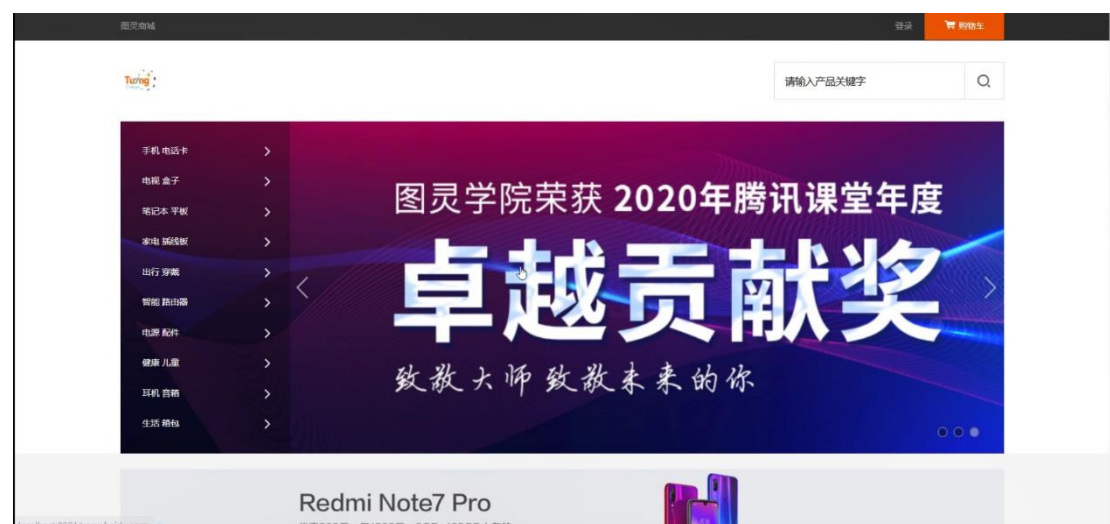 图灵商城
登录 购物车
Turing
请输入产品关键字
手机 电话卡
电视 盒子
笔记本 平板
家电 插线板
出行 穿戴
智能 路由器
电源 配件
健康 儿童
耳机 音箱
生活 箱包
图灵学院荣获 2020年腾讯课堂年度
卓越贡献奖
致敬大师 致敬未来的你
Redmi Note7 Pro